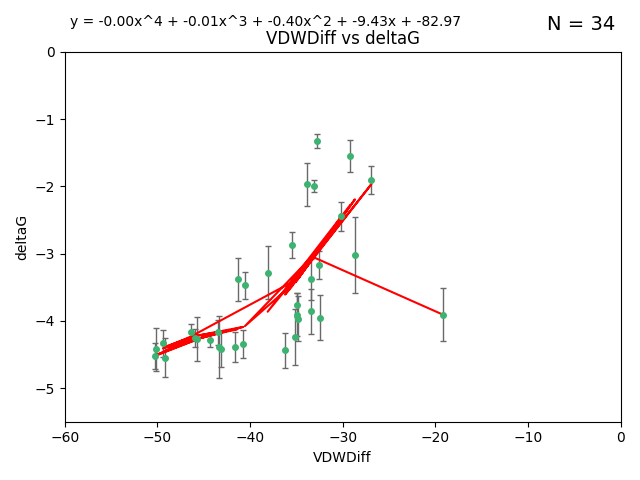 y = -0.00x^4 + -0.01x^3 + -0.40x^2 + -9.43x + -82.97
N = 34
VDWDiff vs deltaG
0
−1
−2
−3
−4
−5
deltaG
−60 −50 −40 −30 −20 −10 0
VDWDiff